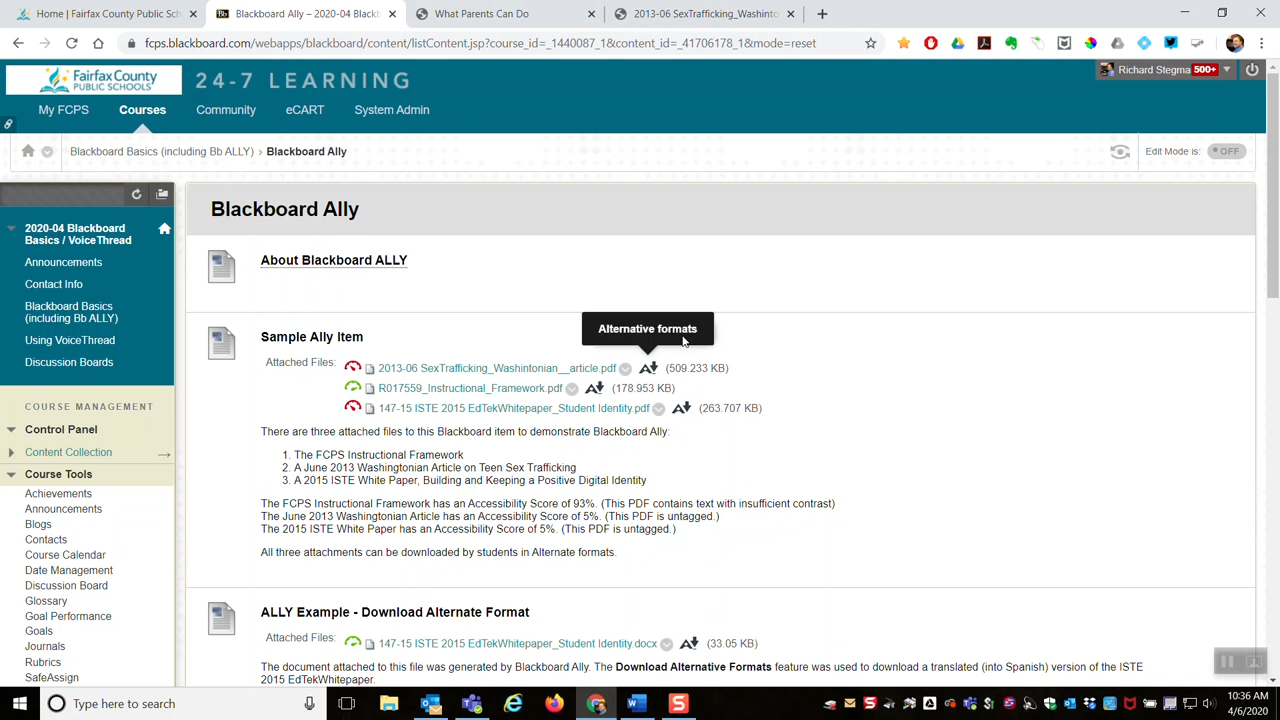 Home | Fairfax County Public Sch
Blackboard Ally – 2020-04 Blackb
What Parents Can Do
2013-06 SexTrafficking_Washinto
fcps.blackboard.com/webapps/blackboard/content/listContent.jsp?course_id=_1440087_1&content_id=_41706178_1&mode=reset
Fairfax County
PUBLIC SCHOOLS
24-7 LEARNING
Richard Stegma 500+
My FCPS
Courses
Community
eCART
System Admin
Blackboard Basics (including Bb ALLY) > Blackboard Ally
Edit Mode is: OFF
2020-04 Blackboard
Basics / VoiceThread
Announcements
Contact Info
Blackboard Basics
(including Bb ALLY)
Using VoiceThread
Discussion Boards
COURSE MANAGEMENT
Control Panel
Content Collection
Course Tools
Achievements
Announcements
Blogs
Contacts
Course Calendar
Date Management
Discussion Board
Glossary
Goal Performance
Goals
Journals
Rubrics
SafeAssign
Blackboard Ally
About Blackboard ALLY
Alternative formats
Sample Ally Item
Attached Files: 2013-06 SexTrafficking_Washintonian__article.pdf (509.233 KB)
R017559_Instructional_Framework.pdf (178.953 KB)
147-15 ISTE 2015 EdTekWhitepaper_Student Identity.pdf (263.707 KB)
There are three attached files to this Blackboard item to demonstrate Blackboard Ally:
1. The FCPS Instructional Framework
2. A June 2013 Washingtonian Article on Teen Sex Trafficking
3. A 2015 ISTE White Paper, Building and Keeping a Positive Digital Identity
The FCPS Instructional Framework has an Accessibility Score of 93%. (This PDF contains text with insufficient contrast)
The June 2013 Washingtonian Article has an Accessibility Score of 5%. (This PDF is untagged.)
The 2015 ISTE White Paper has an Accessibility Score of 5%. (This PDF is untagged.)
All three attachments can be downloaded by students in Alternate formats.
ALLY Example - Download Alternate Format
Attached Files: 147-15 ISTE 2015 EdTekWhitepaper_Student Identity.docx (33.05 KB)
The document attached to this file was generated by Blackboard Ally. The Download Alternative Formats feature was used to download a translated (into Spanish) version of the ISTE
2015 EdTekWhitepaper.
Type here to search
10:36 AM
4/6/2020